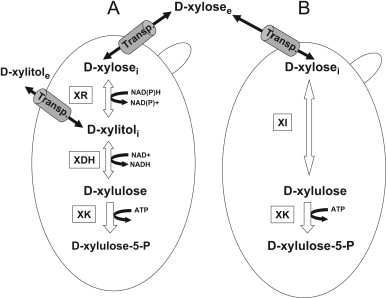 A
D-xylose e
B
Transp.
Transp.
D-xylose i
D-xylose i
D-xylitol e
Transp.
XR
NAD(P)H
NAD(P)+
D-xylitol i
XI
XDH
NAD+
NADH
D-xylulose
D-xylulose
XK
ATP
XK
ATP
D-xylulose-5-P
D-xylulose-5-P